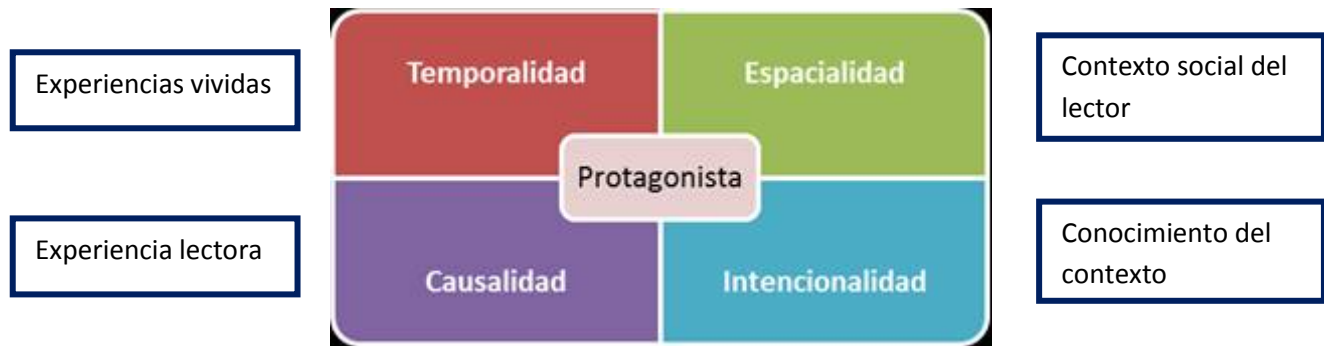 Experiencias vividas
Temporalidad
Espacialidad
Contexto social del
lector
Protagonista
Experiencia lectora
Causalidad
Intencionalidad
Conocimiento del
contexto